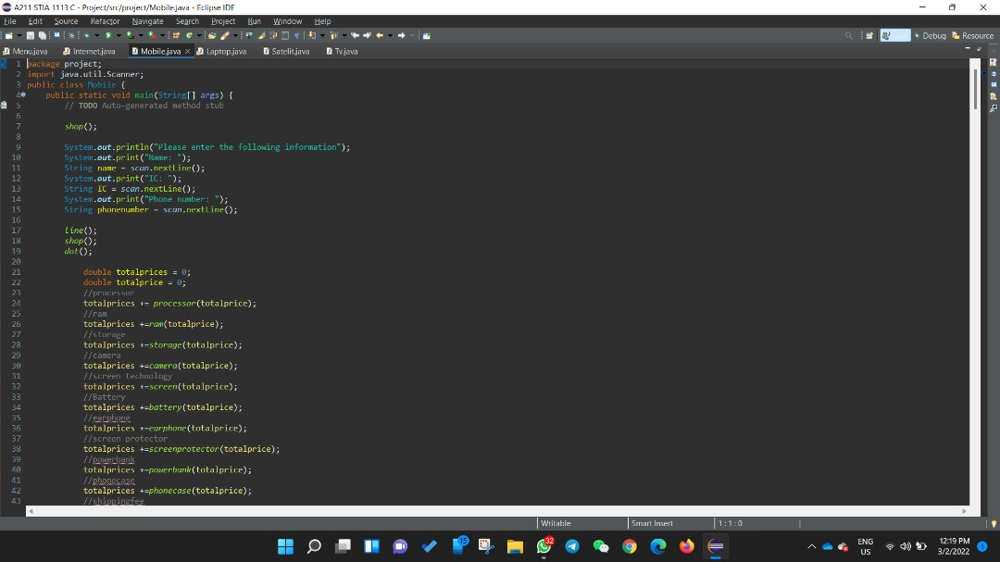 A211 STIA 1113 C - Project/src/project/Mobile.java - Eclipse IDE
File Edit Source Refactor Navigate Search Project Run Window Help
Debug Resource
Menu.java Internet.java Mobile.java Laptop.java Satelit.java Tv.java
1 package project;
2 import java.util.Scanner;
3 public class Mobile {
4 public static void main(String[] args) {
5 // TODO Auto-generated method stub
6
7 shop();
8
9 System.out.println("Please enter the following information");
10 System.out.print("Name: ");
11 String name = scan.nextLine();
12 System.out.print("IC: ");
13 String IC = scan.nextLine();
14 System.out.print("Phone number: ");
15 String phonenumber = scan.nextLine();
16
17 line();
18 shop();
19 dot();
20
21 double totalprices = 0;
22 double totalprice = 0;
23 //processor
24 totalprices += processor(totalprice);
25 //ram
26 totalprices +=ram(totalprice);
27 //storage
28 totalprices +=storage(totalprice);
29 //camera
30 totalprices +=camera(totalprice);
31 //screen technology
32 totalprices +=screen(totalprice);
33 //Battery
34 totalprices +=battery(totalprice);
35 //earphone
36 totalprices +=earphone(totalprice);
37 //screen protector
38 totalprices +=screenprotector(totalprice);
39 //powerbank
40 totalprices +=powerbank(totalprice);
41 //phonecase
42 totalprices +=phonecase(totalprice);
43 //shippingfee
Writable Smart Insert 1 : 1 : 0
15 32 ENG US 12:19 PM 3/2/2022 1